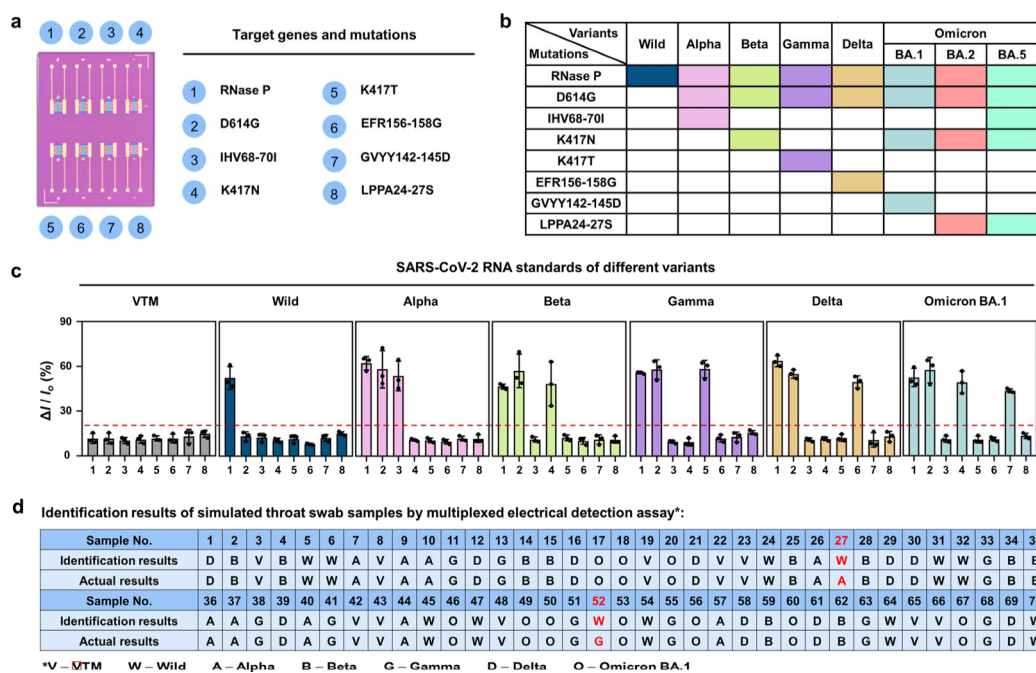 a
1 2 3 4
5 6 7 8
Target genes and mutations
1 RNase P
2 D614G
3 IHV68-70I
4 K417N
5 K417T
6 EFR156-158G
7 GVYY142-145D
8 LPPA24-27S
b
Variants Mutations Wild Alpha Beta Gamma Delta Omicron
BA.1 BA.2 BA.5
RNase P
D614G
IHV68-70I
K417N
K417T
EFR156-158G
GVYY142-145D
LPPA24-27S
c
SARS-CoV-2 RNA standards of different variants
VTM Wild Alpha Beta Gamma Delta Omicron BA.1
ΔI / Io (%)
90
60
30
0
1 2 3 4 5 6 7 8 1 2 3 4 5 6 7 8 1 2 3 4 5 6 7 8 1 2 3 4 5 6 7 8 1 2 3 4 5 6 7 8 1 2 3 4 5 6 7 8 1 2 3 4 5 6 7 8
d Identification results of simulated throat swab samples by multiplexed electrical detection assay*:
Sample No. 1 2 3 4 5 6 7 8 9 10 11 12 13 14 15 16 17 18 19 20 21 22 23 24 25 26 27 28 29 30 31 32 33 34
Identification results D B V B W W A V A A G D G B B D O O V O D V V W B A W B D D W W G B B
Actual results D B V B W W A V A A G D G B B D O O V O D V V W B A A B D D W W G B B
Sample No. 36 37 38 39 40 41 42 43 44 45 46 47 48 49 50 51 52 53 54 55 56 57 58 59 60 61 62 63 64 65 66 67 68 69
Identification results A A G D A G V V A W O W V O O G W O W G O A D B O D B G W V V O G D W
Actual results A A G D A G V V A W O W V O O G G O W G O A D B O D B G W V V O G D W
*V – VTM W – Wild A – Alpha B – Beta G – Gamma D – Delta O – Omicron BA.1